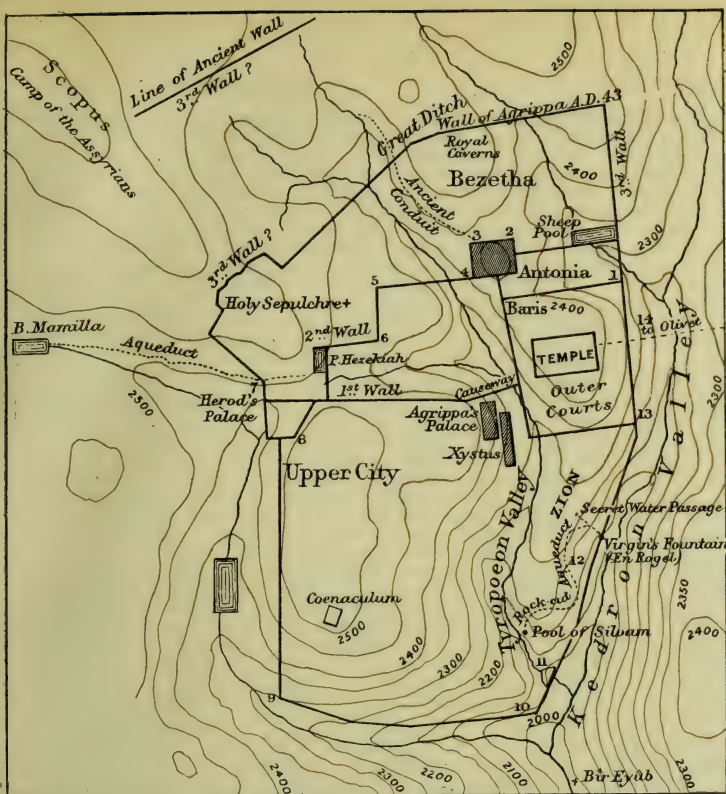 Line of Ancient Wall
3rd Wall ?
2500
Scopus
Camp of the Assyrians
Great Ditch
Wall of Agrippa A.D. 43
Royal
Caverns
Bezetha
2400
3rd Wall
Ancient
Conduit
Sheep
Pool
2300
3
2
3rd Wall ?
4
Antonia
1
5
Holy Sepulchre+
Baris
2400
14
to Olivet
B. Mamilla
Aqueduct
2nd Wall
6
P. Hezekiah
TEMPLE
Outer
Courts
2300
2500
7
1st Wall
Causeway
Herod's
Palace
8
Agrippa's
Palace
Xystus
13
Upper City
Tyropoeon Valley
ZION
Kedron Valley
Secret Water Passage
Virgin's Fountain
(En Rogel)
Rock-cut
Aqueduct
12
2350
Coenaculum
2500
Pool of Siloam
2400
2400
2300
2200
11
9
10
2000
2400
2300
2200
2100
+ Bîr Eyûb